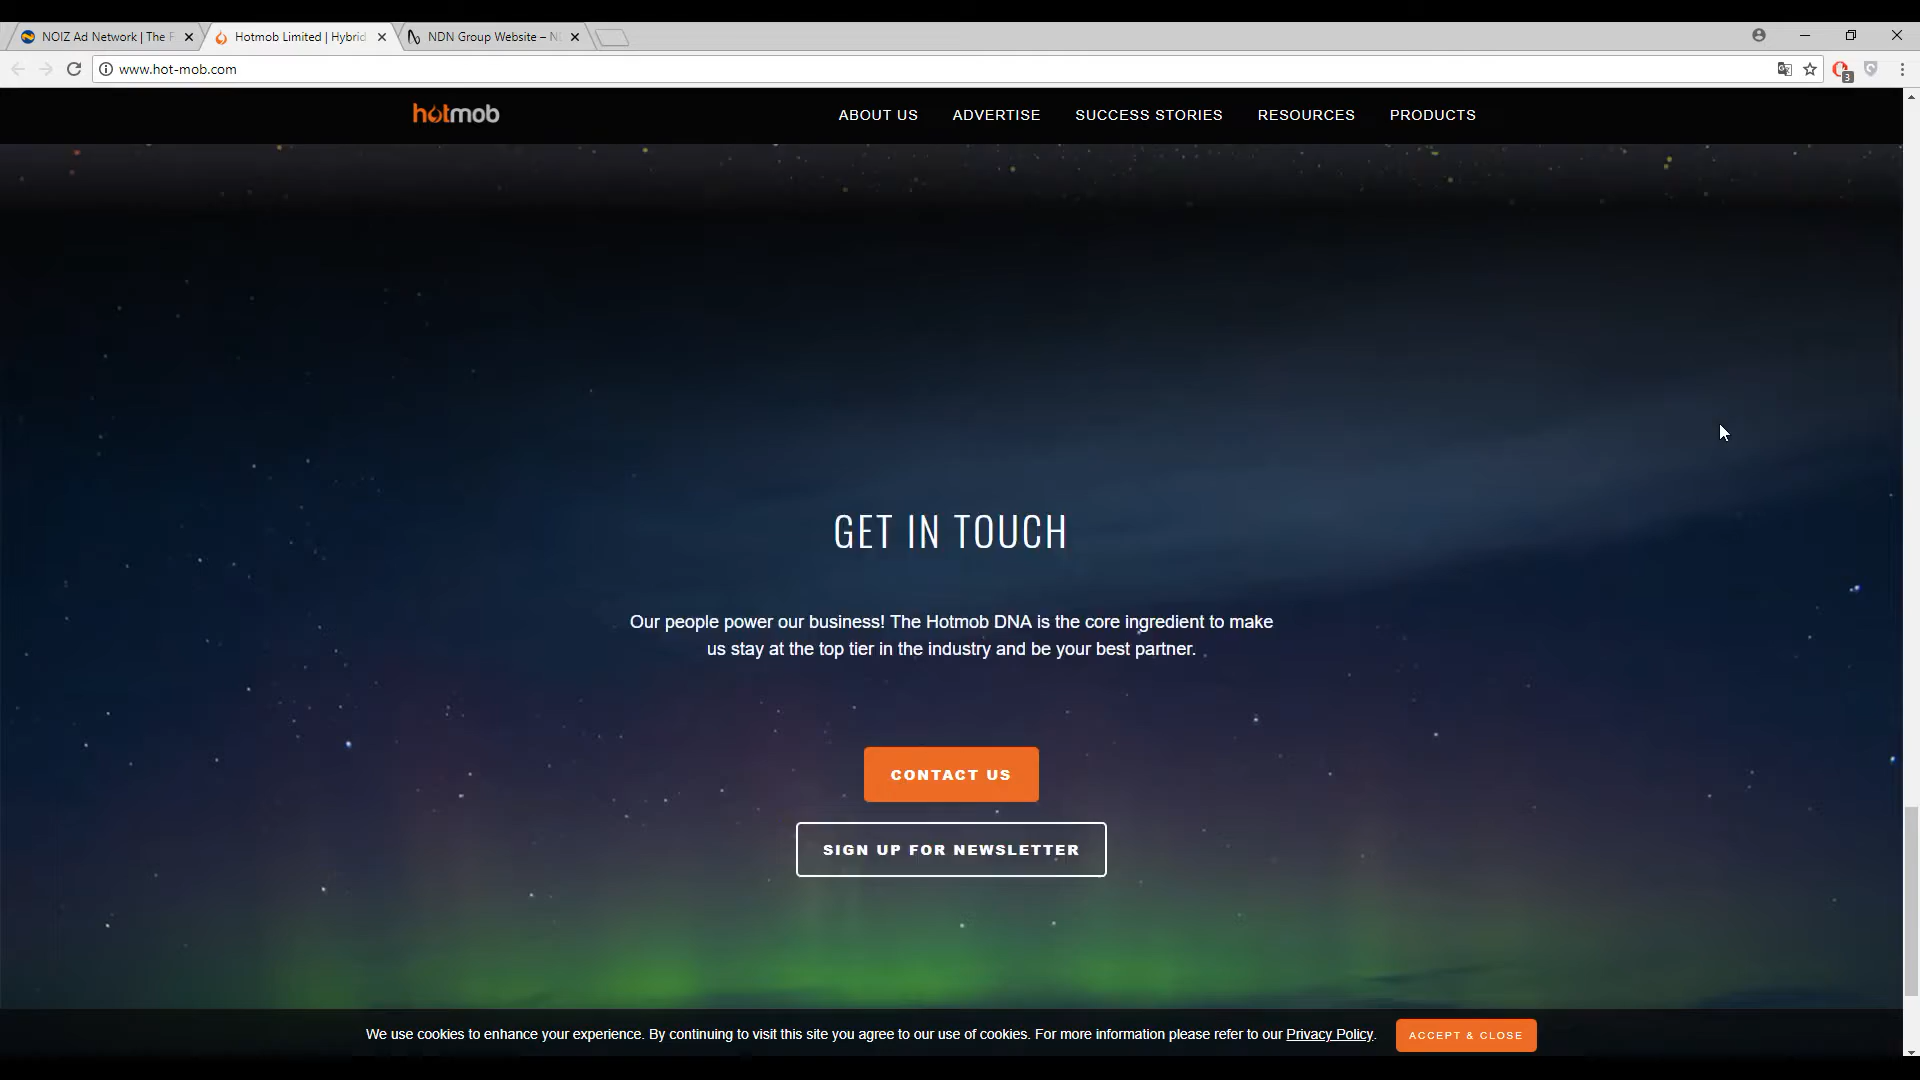 NOIZ Ad Network | The F
Hotmob Limited | Hybrid
NDN Group Website – N
www.hot-mob.com
3
hotmob
ABOUT US
ADVERTISE
SUCCESS STORIES
RESOURCES
PRODUCTS
GET IN TOUCH
Our people power our business! The Hotmob DNA is the core ingredient to make
us stay at the top tier in the industry and be your best partner.
CONTACT US
SIGN UP FOR NEWSLETTER
We use cookies to enhance your experience. By continuing to visit this site you agree to our use of cookies. For more information please refer to our Privacy Policy.
ACCEPT & CLOSE